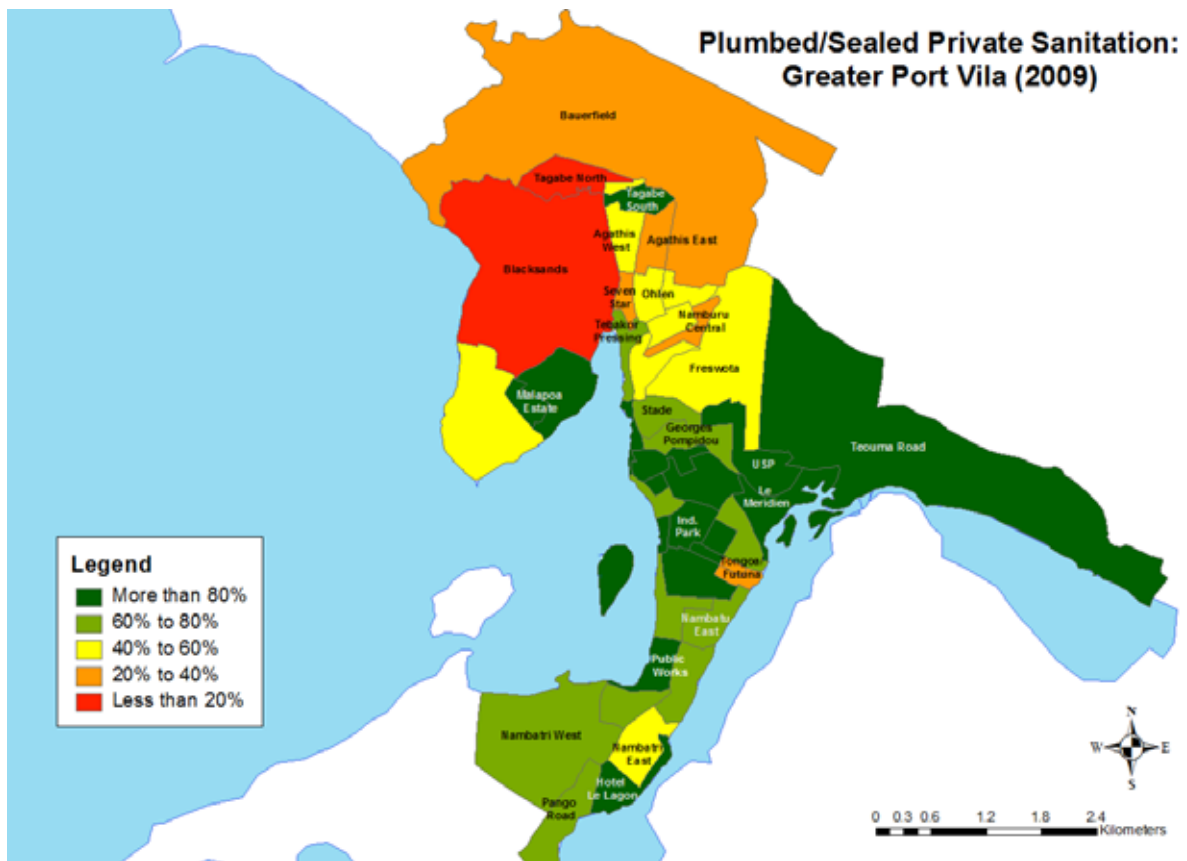 Plumbed/Sealed Private Sanitation:
Greater Port Vila (2009)
Bauerfield
Tagabe North
Tagabe
South
Agathis
West
Agathis East
Blacksands
Seven
Star
Ohlen
Namburu
Central
Tebakor
Pressing
Freswota
Malapoa
Estate
Stade
Georges
Pompidou
Teouma Road
USP
Le
Meridien
Ind.
Park
Tongoa
Futuna
Nambatu
East
Public
Works
Nambatri West
Nambatri
East
Hotel
Le Lagon
Pango
Road
Legend
More than 80%
60% to 80%
40% to 60%
20% to 40%
Less than 20%
N
W
E
S
0 0.3 0.6 1.2 1.8 2.4
Kilometers